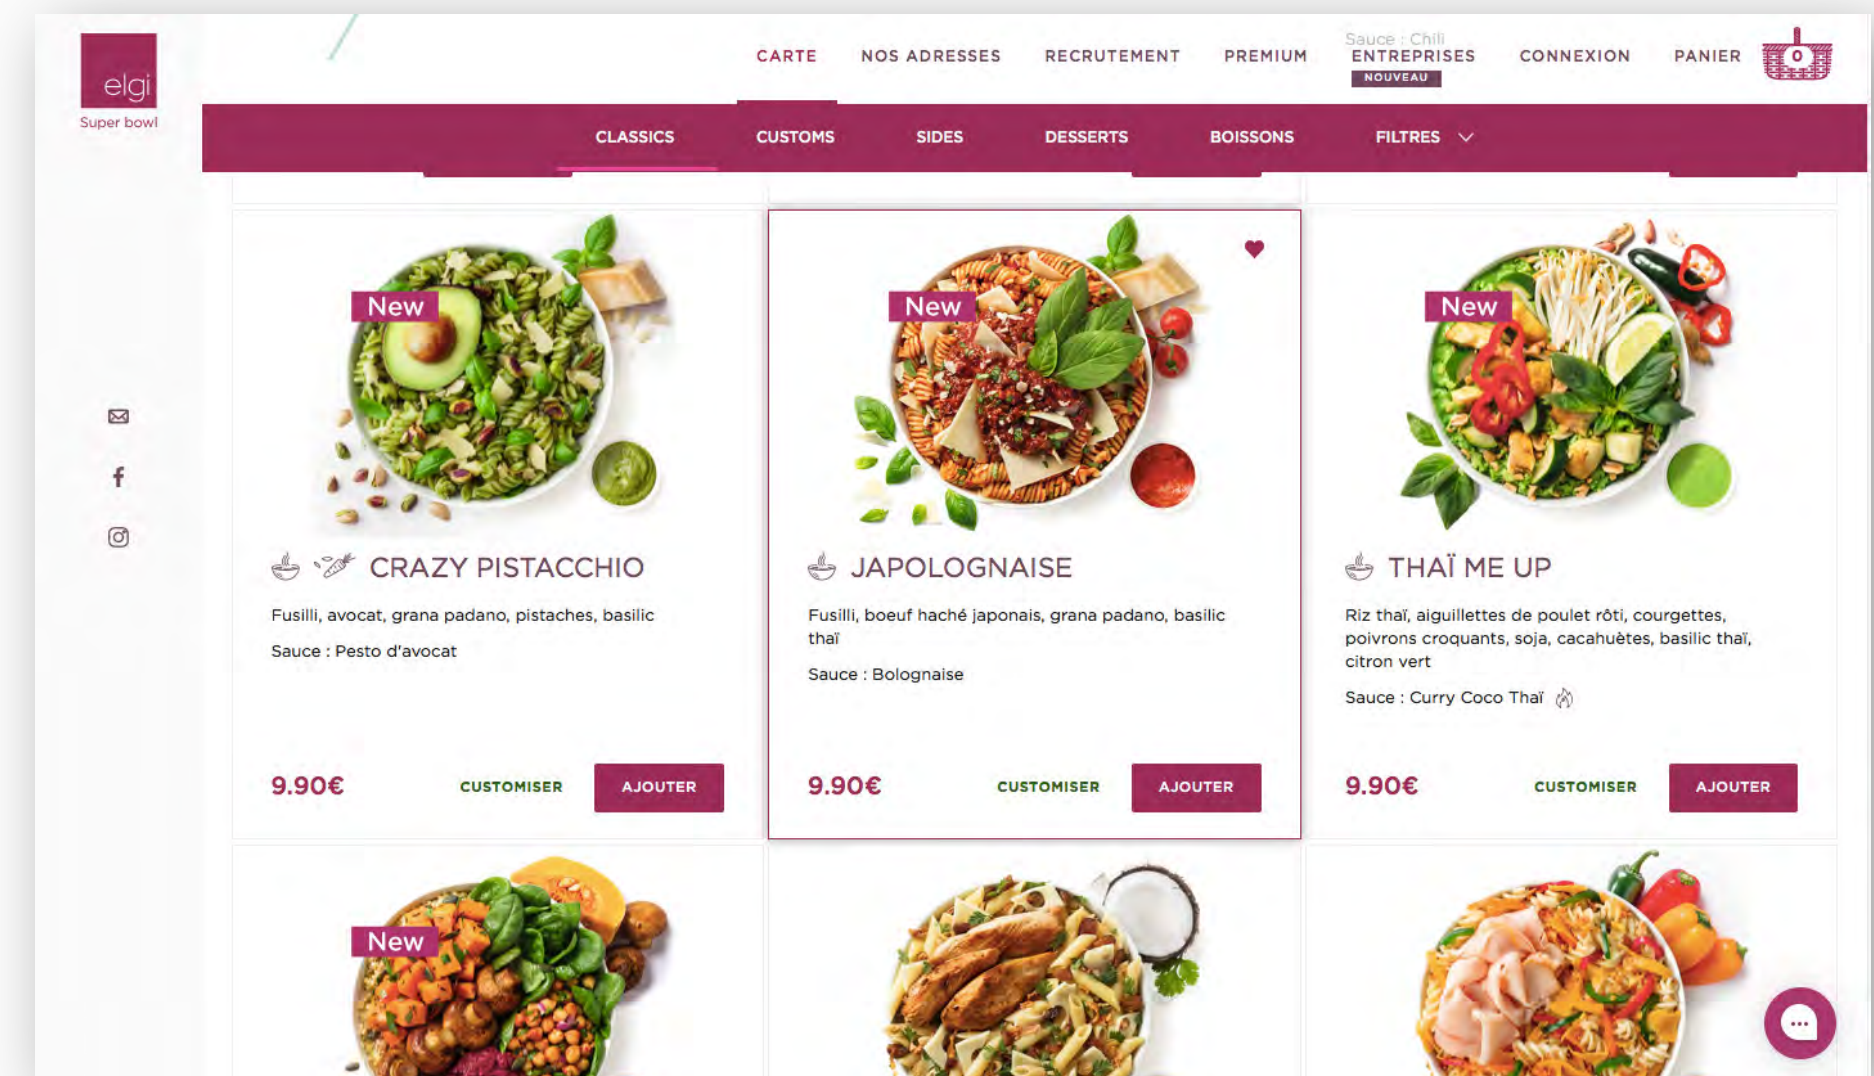 elgi
Super bowl
Sauce : Chili
CARTE
NOS ADRESSES
RECRUTEMENT
PREMIUM
ENTREPRISES
NOUVEAU
CONNEXION
PANIER
0
CLASSICS
CUSTOMS
SIDES
DESSERTS
BOISSONS
FILTRES
New
CRAZY PISTACCHIO
Fusilli, avocat, grana padano, pistaches, basilic
Sauce : Pesto d'avocat
9.90€
CUSTOMISER
AJOUTER
New
JAPOLOGNAISE
Fusilli, boeuf haché japonais, grana padano, basilic
thaï
Sauce : Bolognaise
9.90€
CUSTOMISER
AJOUTER
New
THAÏ ME UP
Riz thaï, aiguillettes de poulet rôti, courgettes,
poivrons croquants, soja, cacahuètes, basilic thaï,
citron vert
Sauce : Curry Coco Thaï
9.90€
CUSTOMISER
AJOUTER
New